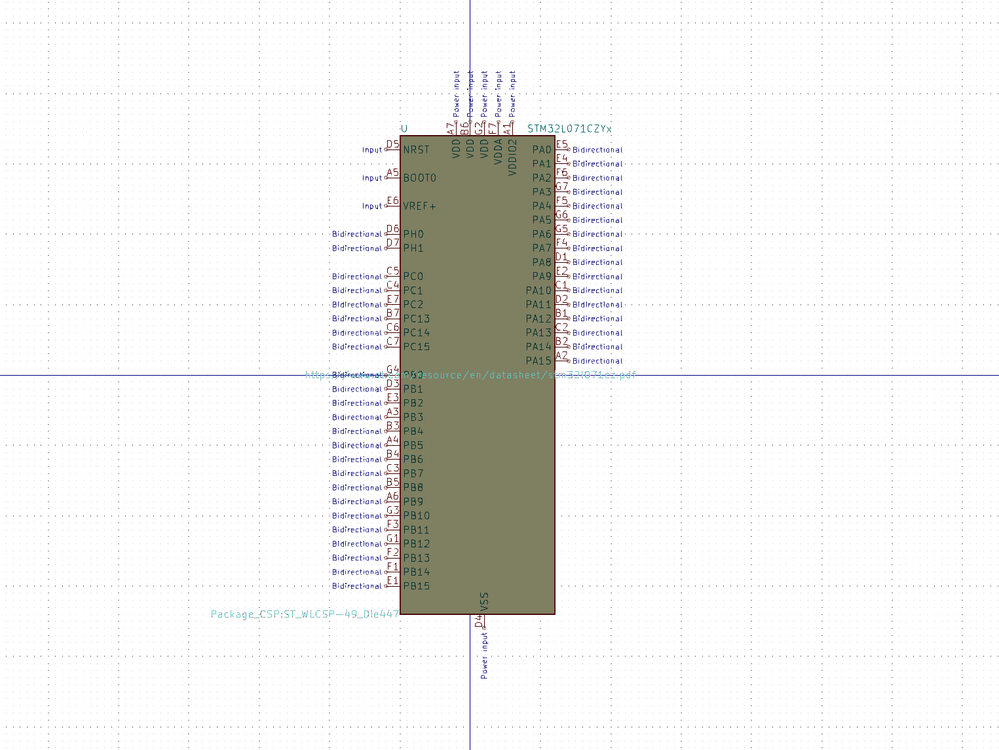 Power Input Power Input Power Input Power Input Power Input
U STM32L071CZYx
A7 B6 G2 F7 A1
VDD VDD VDD VDDA VDDIO2
Input D5 NRST PA0 E5 Bidirectional
PA1 E4 Bidirectional
Input A5 BOOT0 PA2 F6 Bidirectional
PA3 G7 Bidirectional
Input E6 VREF+ PA4 F5 Bidirectional
PA5 G6 Bidirectional
Bidirectional D6 PH0 PA6 G5 Bidirectional
Bidirectional D7 PH1 PA7 F4 Bidirectional
PA8 D1 Bidirectional
Bidirectional C5 PC0 PA9 E2 Bidirectional
Bidirectional C4 PC1 PA10 C1 Bidirectional
Bidirectional E7 PC2 PA11 D2 Bidirectional
Bidirectional B7 PC13 PA12 B1 Bidirectional
Bidirectional C6 PC14 PA13 C2 Bidirectional
Bidirectional C7 PC15 PA14 B2 Bidirectional
PA15 A2 Bidirectional
Bidirectional G4 PB0
Bidirectional D3 PB1
Bidirectional E3 PB2
Bidirectional A3 PB3
Bidirectional B3 PB4
Bidirectional A4 PB5
Bidirectional B4 PB6
Bidirectional C3 PB7
Bidirectional B5 PB8
Bidirectional A6 PB9
Bidirectional G3 PB10
Bidirectional F3 PB11
Bidirectional G1 PB12
Bidirectional F2 PB13
Bidirectional F1 PB14
Bidirectional E1 PB15
VSS
Package_CSP:ST_WLCSP-49_Die447
D4
Power Input